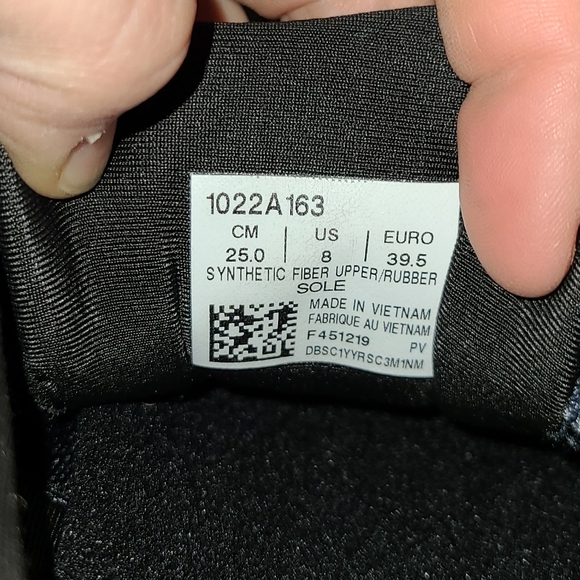 1022A163
CM | US | EURO
25.0 | 8 | 39.5
SYNTHETIC FIBER UPPER/RUBBER
SOLE
MADE IN VIETNAM
FABRIQUE AU VIETNAM
F451219 PV
DBSC1YYRSC3M1NM